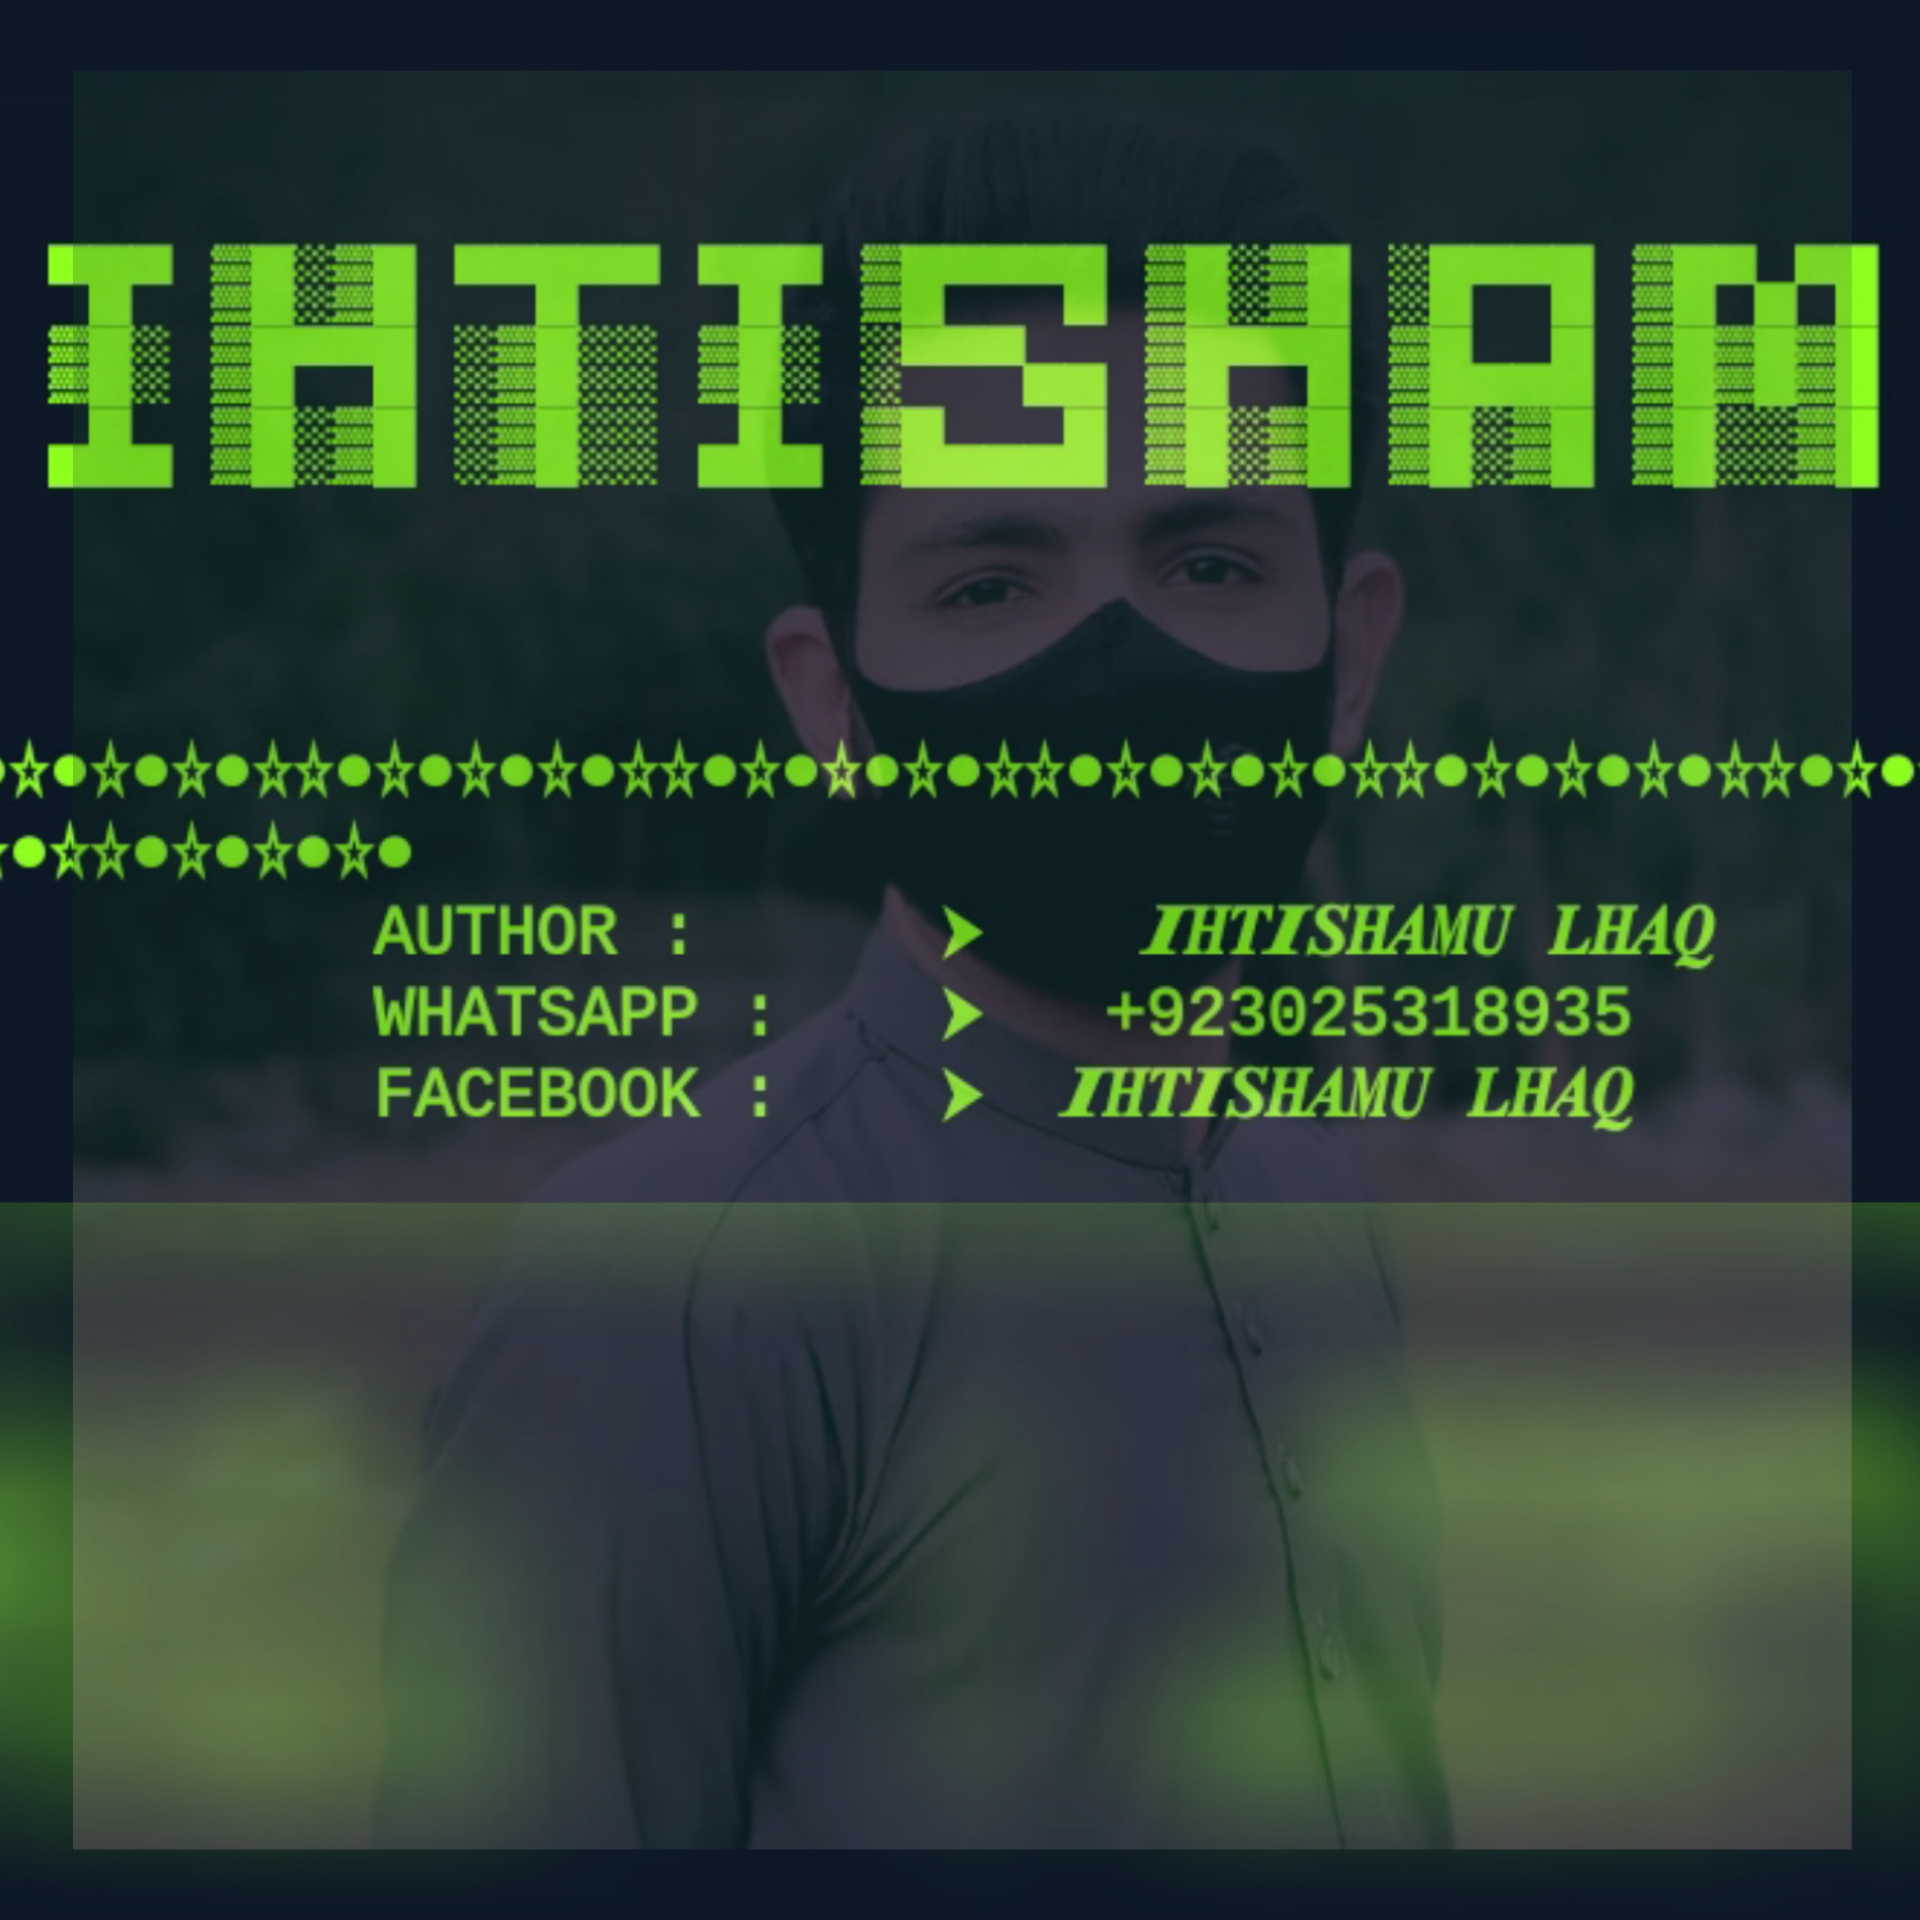 IHTISHAM
●☆●☆●☆●☆☆●☆●☆●☆●☆☆●☆●☆●☆●☆☆●☆●☆●☆●☆☆●☆●☆●☆●☆☆●☆●
●☆☆●☆●☆●☆●
AUTHOR : ➤ 𝑰𝑯𝑻𝑰𝑺𝑯𝑨𝑴𝑼 𝑳𝑯𝑨𝑸
WHATSAPP : ➤ +923025318935
FACEBOOK : ➤ 𝑰𝑯𝑻𝑰𝑺𝑯𝑨𝑴𝑼 𝑳𝑯𝑨𝑸